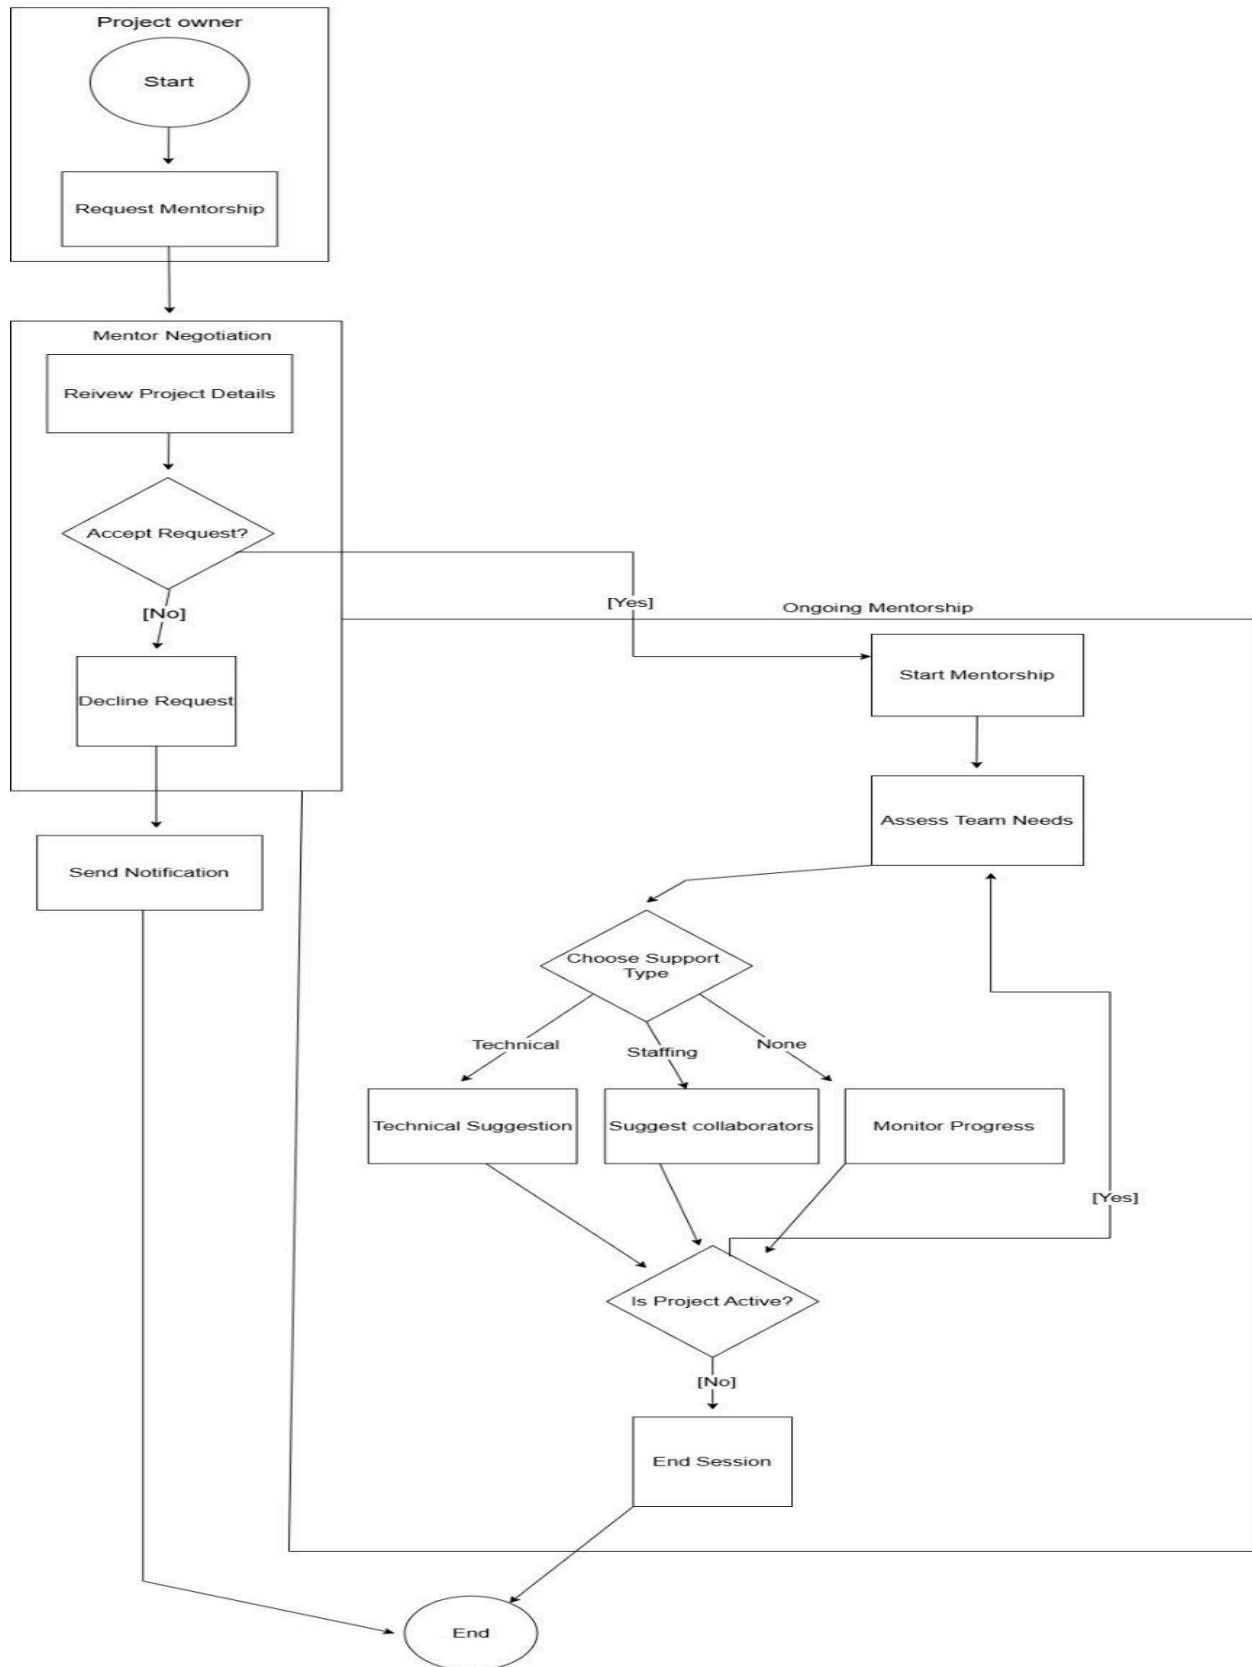 Project owner
Start
Request Mentorship
Mentor Negotiation
Reivew Project Details
Accept Request?
[No]
[Yes]
Decline Request
Send Notification
Ongoing Mentorship
Start Mentorship
Assess Team Needs
Choose Support
Type
Technical
Staffing
None
Technical Suggestion
Suggest collaborators
Monitor Progress
[Yes]
Is Project Active?
[No]
End Session
End